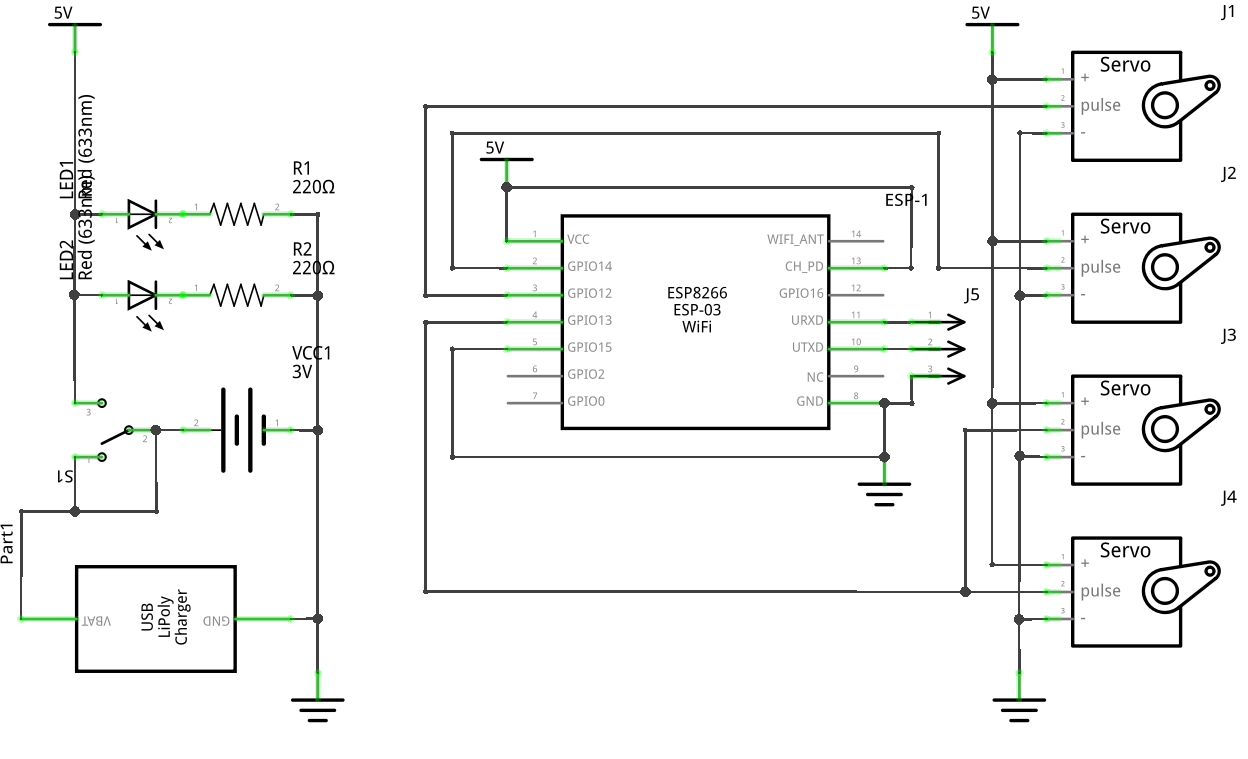 5V
LED1
Red (633nm)
1
2
R1
220Ω
1
2
LED2
Red (633nm)
1
2
R2
220Ω
1
2
VCC1
3V
3
2
1
2
1
S1
Part1
VBAT
USB
LiPoly
Charger
GND
5V
ESP-1
1
VCC
WIFI_ANT
14
2
GPIO14
CH_PD
13
3
GPIO12
GPIO16
12
4
GPIO13
URXD
11
5
GPIO15
UTXD
10
6
GPIO2
NC
9
7
GPIO0
GND
8
ESP8266
ESP-03
WiFi
J5
1
2
3
5V
J1
Servo
1
+
2
pulse
3
-
J2
Servo
1
+
2
pulse
3
-
J3
Servo
1
+
2
pulse
3
-
J4
Servo
1
+
2
pulse
3
-